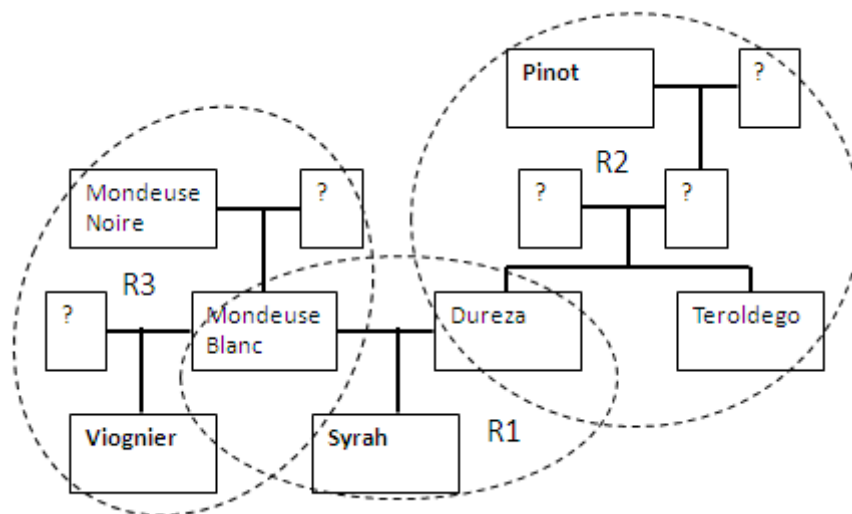 Pinot
?
R2
Mondeuse
Noire
?
?
?
R3
?
Mondeuse
Blanc
Dureza
Teroldego
Viognier
Syrah
R1